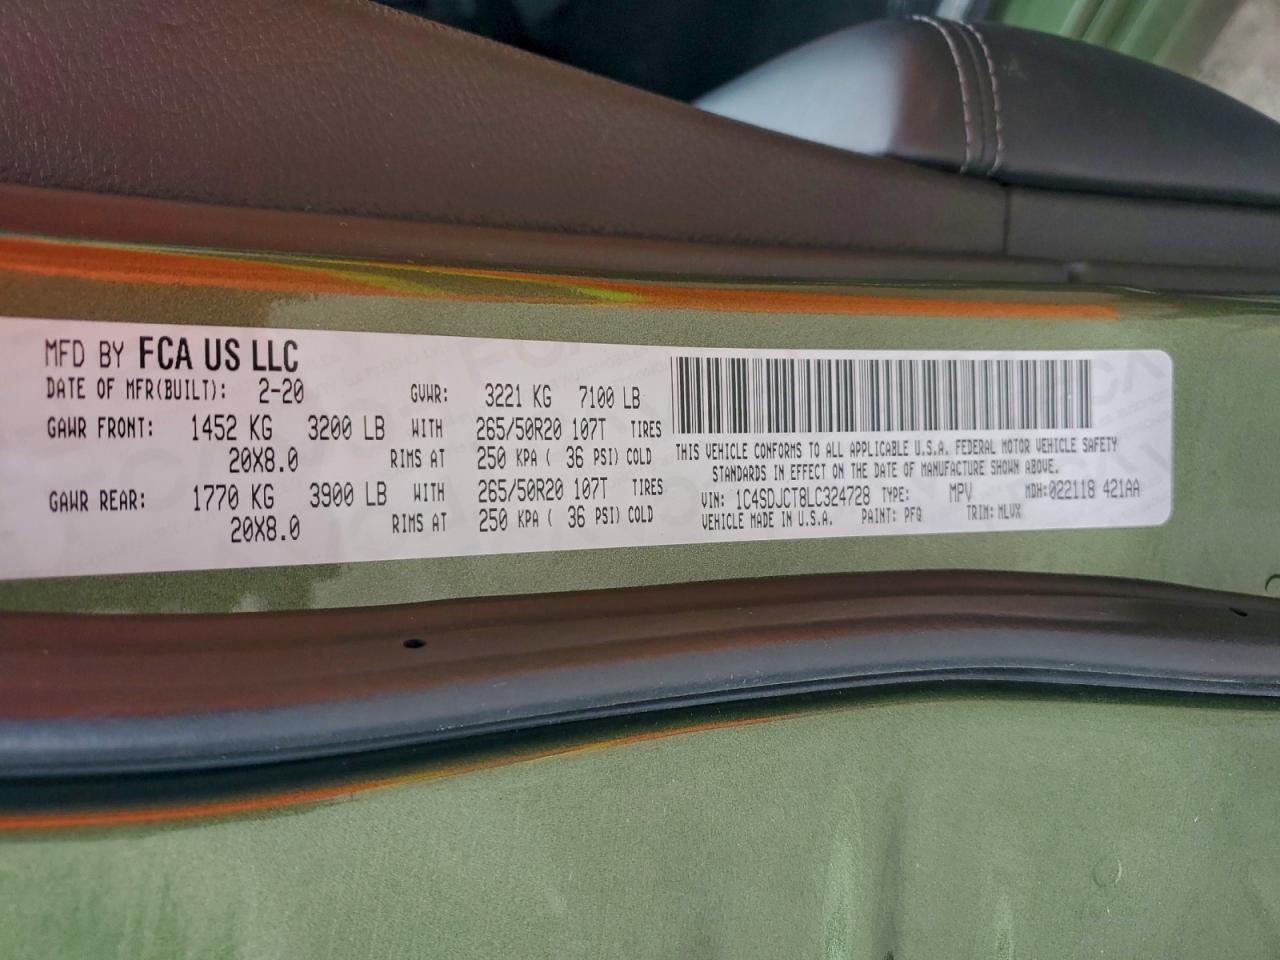 MFD BY FCA US LLC
DATE OF MFR(BUILT): 2-20 GVWR: 3221 KG 7100 LB
GAWR FRONT: 1452 KG 3200 LB WITH 265/50R20 107T TIRES
20X8.0 RIMS AT 250 KPA ( 36 PSI) COLD
GAWR REAR: 1770 KG 3900 LB WITH 265/50R20 107T TIRES
20X8.0 RIMS AT 250 KPA ( 36 PSI) COLD
THIS VEHICLE CONFORMS TO ALL APPLICABLE U.S.A. FEDERAL MOTOR VEHICLE SAFETY
STANDARDS IN EFFECT ON THE DATE OF MANUFACTURE SHOWN ABOVE.
VIN: 1C4SDJCT8LC324728 TYPE: MPV MDH:022118 421AA
VEHICLE MADE IN U.S.A. PAINT: PFQ TRIM: MLVX